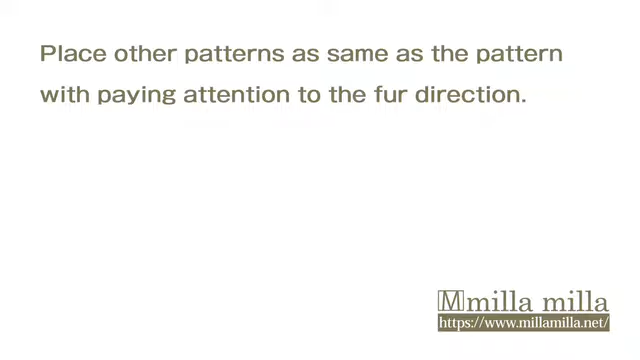 Place other patterns as same as the pattern
with paying attention to the fur direction.
M milla milla
https://www.millamilla.net/